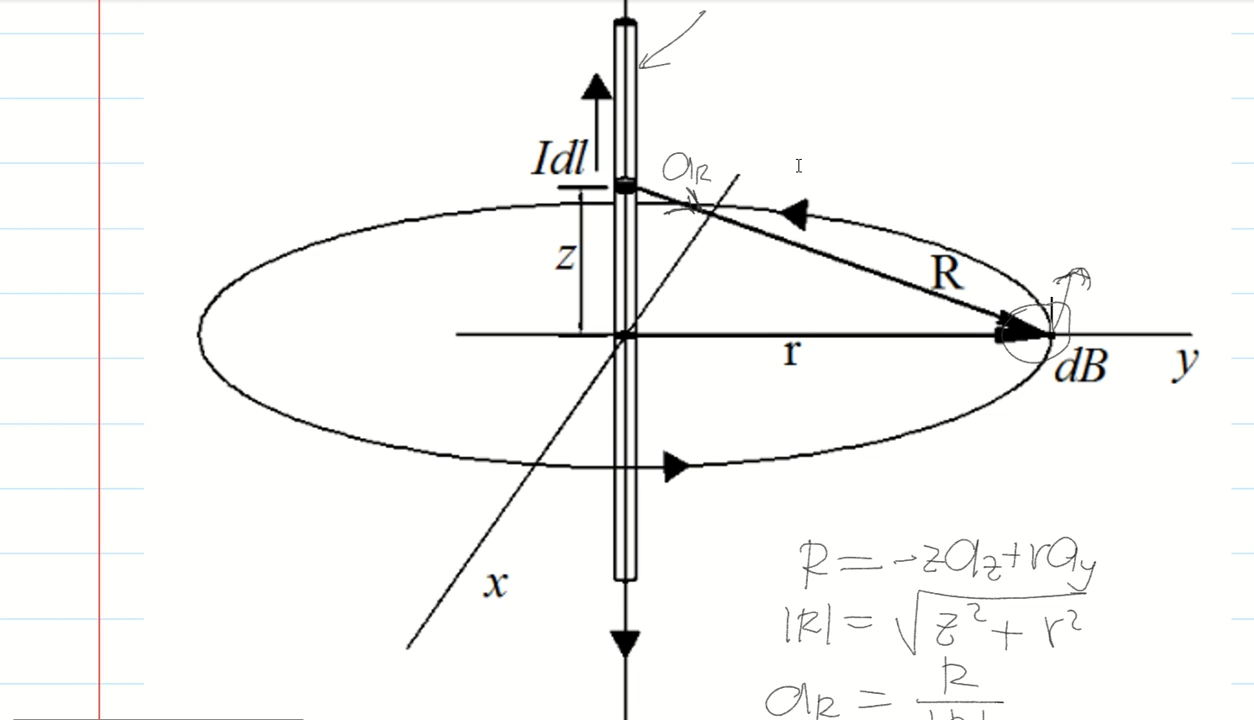 Idl
a_R
z
R
r
dB
y
x
R = -za_z + ra_y
|R| = √(z² + r²)
a_R = R / |R|